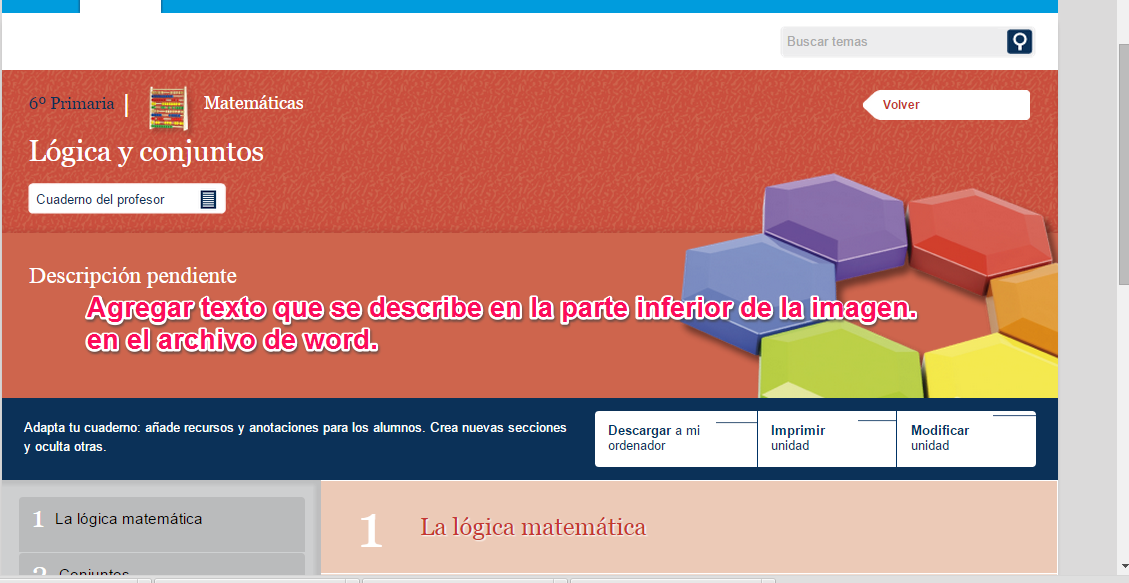 Buscar temas
6º Primaria | Matemáticas
Volver
Lógica y conjuntos
Cuaderno del profesor
Descripción pendiente
Agregar texto que se describe en la parte inferior de la imagen.
en el archivo de word.
Adapta tu cuaderno: añade recursos y anotaciones para los alumnos. Crea nuevas secciones
y oculta otras.
Descargar a mi
ordenador
Imprimir
unidad
Modificar
unidad
1 La lógica matemática
1 La lógica matemática
2 Conjuntos